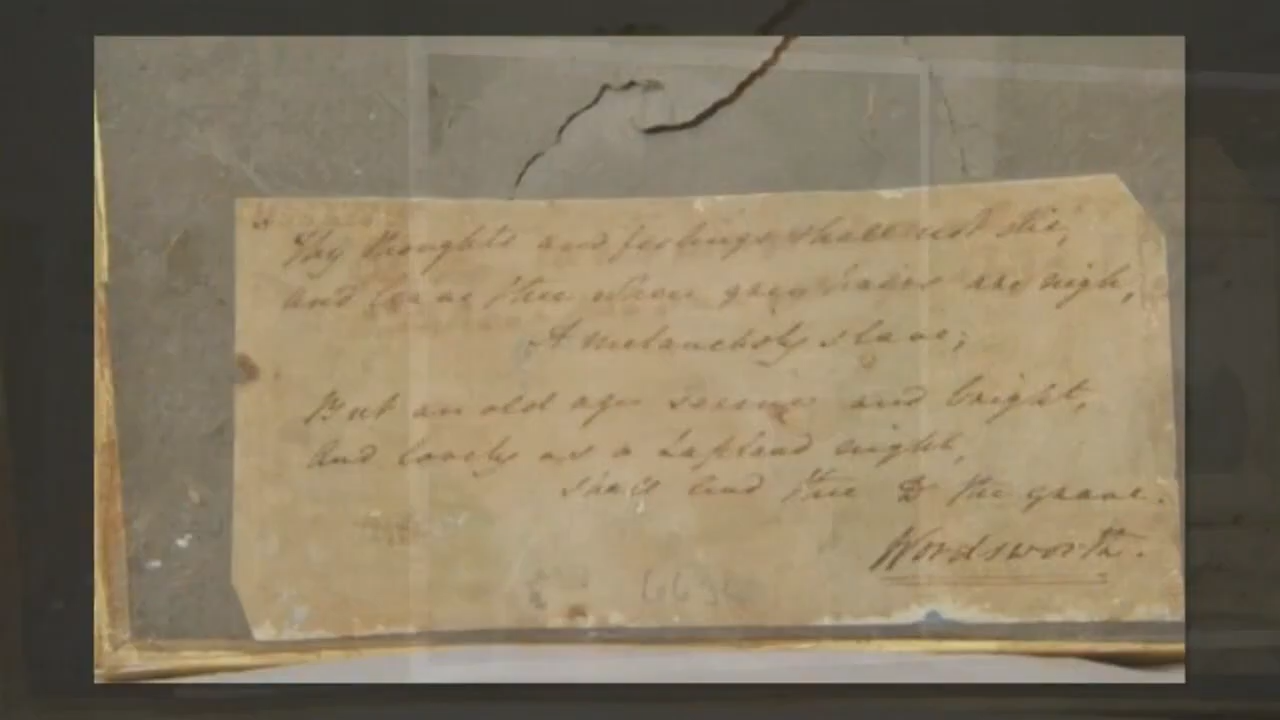 Thy thoughts and feelings shall not die,
and leave thee when grey hairs are nigh,
A melancholy slave;
But an old age serene and bright,
And lovely as a Lapland night,
shall lead thee to the grave.
Wordsworth.